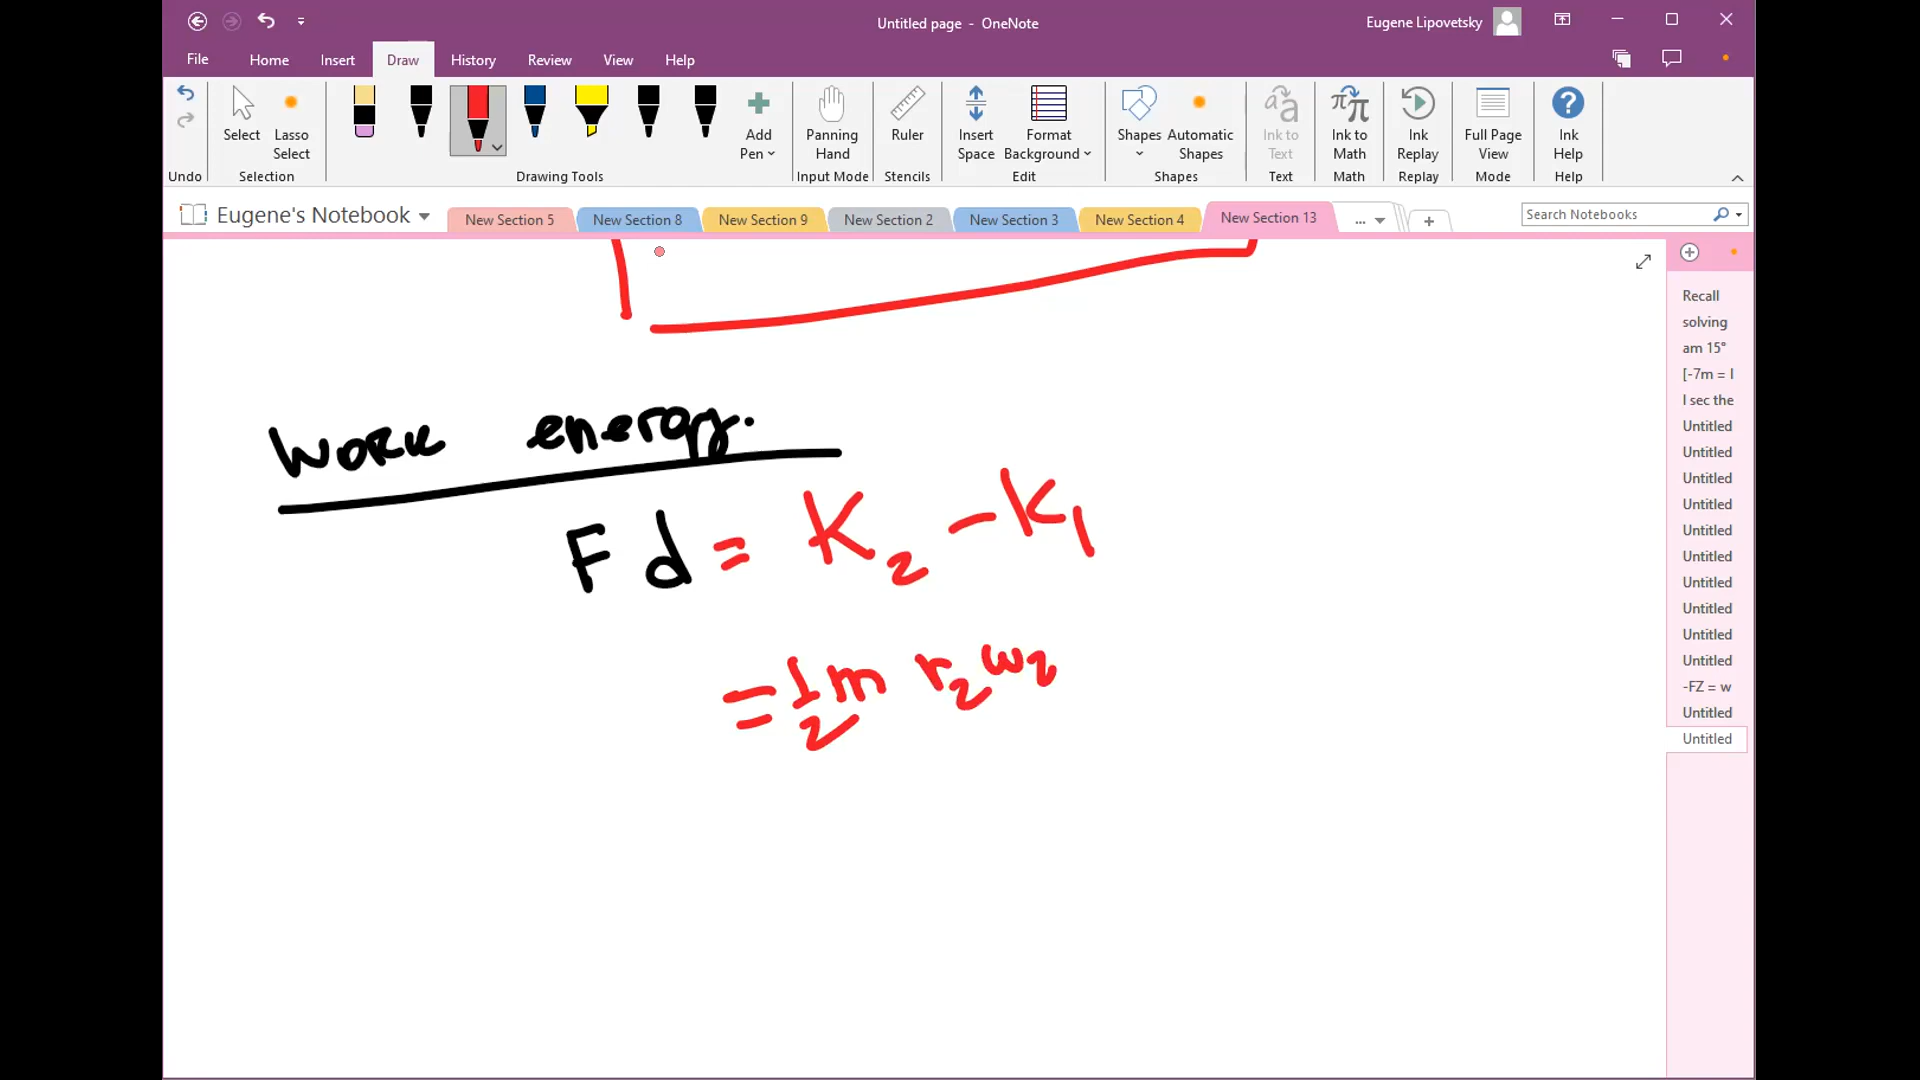 Untitled page - OneNote
Eugene Lipovetsky
File Home Insert Draw History Review View Help
Select
Lasso Select
Add Pen
Panning Hand
Ruler
Insert Space
Format Background
Shapes
Automatic Shapes
Ink to Text
Ink to Math
Ink Replay
Full Page View
Ink Help
Undo Selection Drawing Tools Input Mode Stencils Edit Shapes Text Math Replay Mode Help
Eugene's Notebook
New Section 5 New Section 8 New Section 9 New Section 2 New Section 3 New Section 4 New Section 13 ...
Search Notebooks
Work energy.
F d = K2 - K1
= 1/2 m r2 w2
Recall
solving
am 15°
[-7m = I
I sec the
Untitled
Untitled
Untitled
Untitled
Untitled
Untitled
Untitled
Untitled
Untitled
Untitled
-FZ = w
Untitled
Untitled